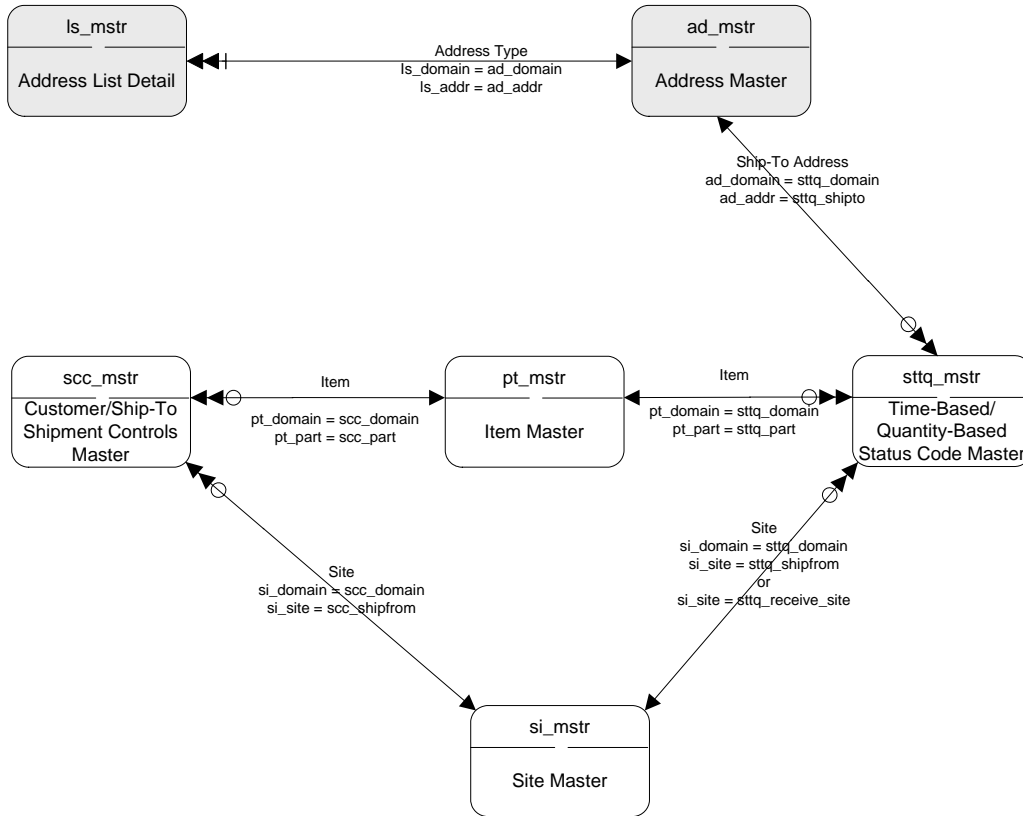 ls_mstr
Address List Detail
Address Type
ls_domain = ad_domain
ls_addr = ad_addr
ad_mstr
Address Master
Ship-To Address
ad_domain = sttq_domain
ad_addr = sttq_shipto
scc_mstr
Customer/Ship-To
Shipment Controls
Master
Item
pt_domain = scc_domain
pt_part = scc_part
pt_mstr
Item Master
Item
pt_domain = sttq_domain
pt_part = sttq_part
sttq_mstr
Time-Based/
Quantity-Based
Status Code Master
Site
si_domain = scc_domain
si_site = scc_shipfrom
Site
si_domain = sttq_domain
si_site = sttq_shipfrom
or
si_site = sttq_receive_site
si_mstr
Site Master